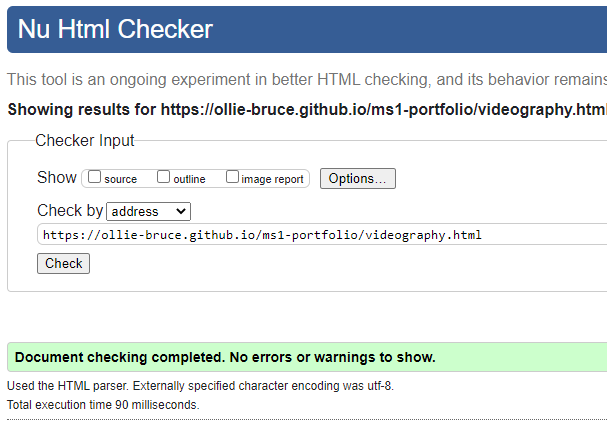 Nu Html Checker
This tool is an ongoing experiment in better HTML checking, and its behavior remains
Showing results for https://ollie-bruce.github.io/ms1-portfolio/videography.html
Checker Input
Show source outline image report Options...
Check by address
https://ollie-bruce.github.io/ms1-portfolio/videography.html
Check
Document checking completed. No errors or warnings to show.
Used the HTML parser. Externally specified character encoding was utf-8.
Total execution time 90 milliseconds.